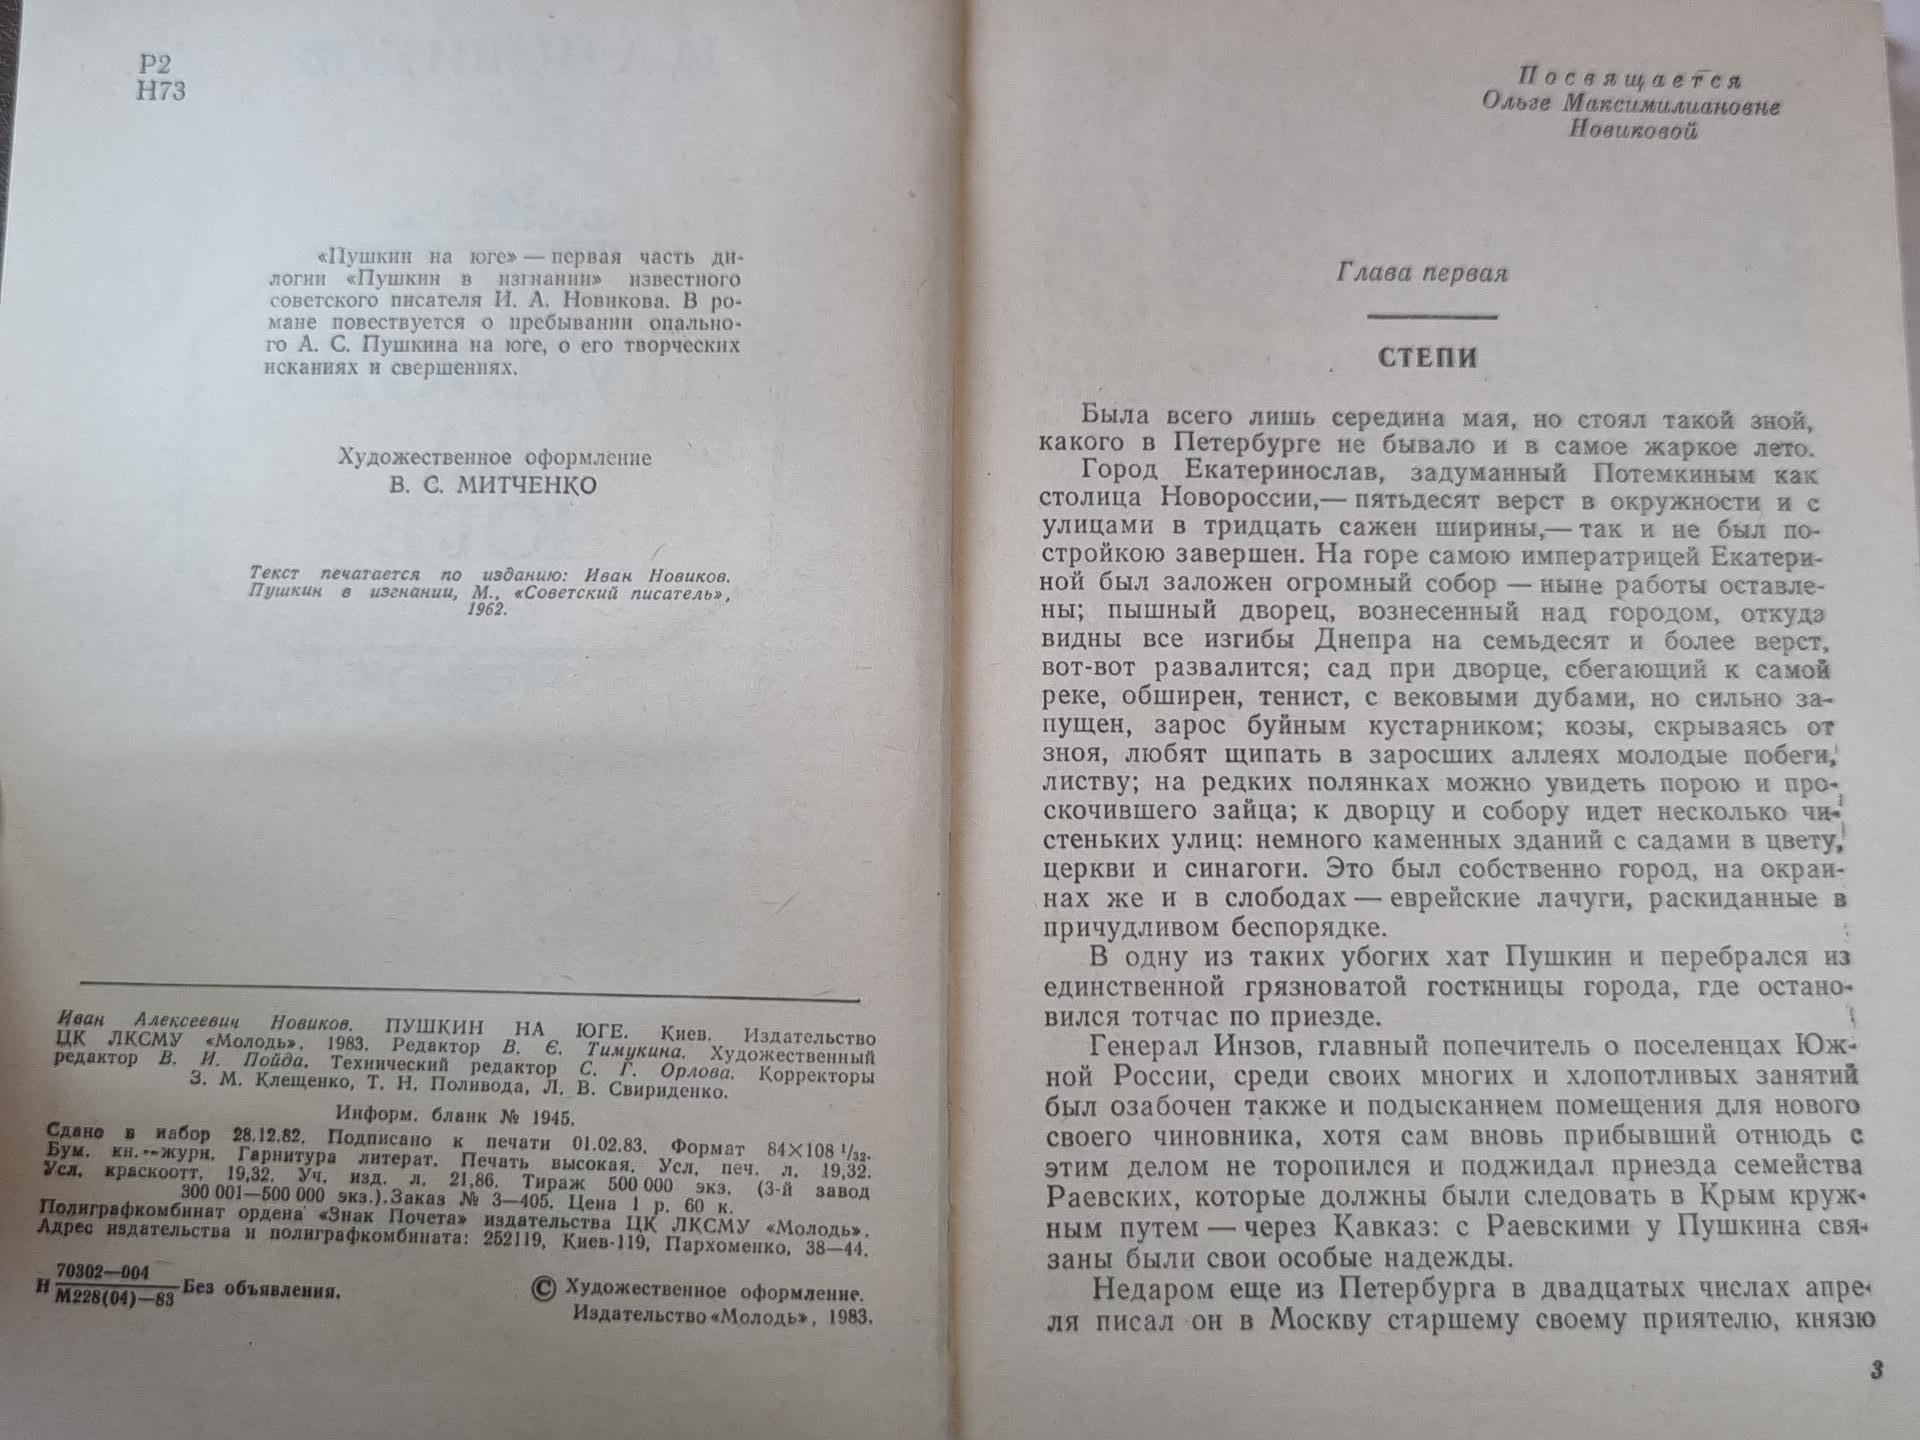 Р2
Н73
«Пушкин на юге» — первая часть ди-
логии «Пушкин в изгнании» известного
советского писателя И. А. Новикова. В ро-
мане повествуется о пребывании опально-
го А. С. Пушкина на юге, о его творческих
исканиях и свершениях.
Художественное оформление
В. С. МИТЧЕНКО
Текст печатается по изданию: Иван Новиков.
Пушкин в изгнании, М., «Советский писатель»,
1962.
Иван Алексеевич Новиков. ПУШКИН НА ЮГЕ. Киев. Издательство
ЦК ЛКСМУ «Молодь». 1983. Редактор В. Є. Тимукина. Художественный
редактор В. И. Пойда. Технический редактор С. Г. Орлова. Корректоры
З. М. Клещенко, Т. Н. Поливода, Л. В. Свириденко.
Информ. бланк № 1945.
Сдано в набор 28.12.82. Подписано к печати 01.02.83. Формат 84×108 1/32.
Бум. кн.-журн. Гарнитура литерат. Печать высокая. Усл. печ. л. 19,32.
Усл. краскоотт. 19,32. Уч. изд. л. 21,86. Тираж 500 000 экз. (3-й завод
300 001—500 000 экз.). Заказ № 3—405. Цена 1 р. 60 к.
Полиграфкомбинат ордена «Знак Почета» издательства ЦК ЛКСМУ «Молодь».
Адрес издательства и полиграфкомбината: 252119, Киев-119, Пархоменко, 38—44.
70302—004
Н М228(04)—83 Без объявления.
© Художественное оформление.
Издательство «Молодь», 1983.
Посвящается
Ольге Максимилиановне
Новиковой
Глава первая
СТЕПИ
Была всего лишь середина мая, но стоял такой зной,
какого в Петербурге не бывало и в самое жаркое лето.
Город Екатеринослав, задуманный Потемкиным как
столица Новороссии,— пятьдесят верст в окружности и с
улицами в тридцать сажен ширины,— так и не был по-
стройкою завершен. На горе самою императрицей Екатери-
ной был заложен огромный собор — ныне работы оставле-
ны; пышный дворец, вознесенный над городом, откуда
видны все изгибы Днепра на семьдесят и более верст,
вот-вот развалится; сад при дворце, сбегающий к самой
реке, обширен, тенист, с вековыми дубами, но сильно за-
пущен, зарос буйным кустарником; козы, скрываясь от
зноя, любят щипать в заросших аллеях молодые побеги,
листву; на редких полянках можно увидеть порою и про-
скочившего зайца; к дворцу и собору идет несколько чи-
стеньких улиц: немного каменных зданий с садами в цвету,
церкви и синагоги. Это был собственно город, на окраи-
нах же и в слободах — еврейские лачуги, раскиданные в
причудливом беспорядке.
В одну из таких убогих хат Пушкин и перебрался из
единственной грязноватой гостиницы города, где остано-
вился тотчас по приезде.
Генерал Инзов, главный попечитель о поселенцах Юж-
ной России, среди своих многих и хлопотливых занятий
был озабочен также и подысканием помещения для нового
своего чиновника, хотя сам вновь прибывший отнюдь с
этим делом не торопился и поджидал приезда семейства
Раевских, которые должны были следовать в Крым круж-
ным путем — через Кавказ: с Раевскими у Пушкина свя-
заны были свои особые надежды.
Недаром еще из Петербурга в двадцатых числах апре-
ля писал он в Москву старшему своему приятелю, князю
3